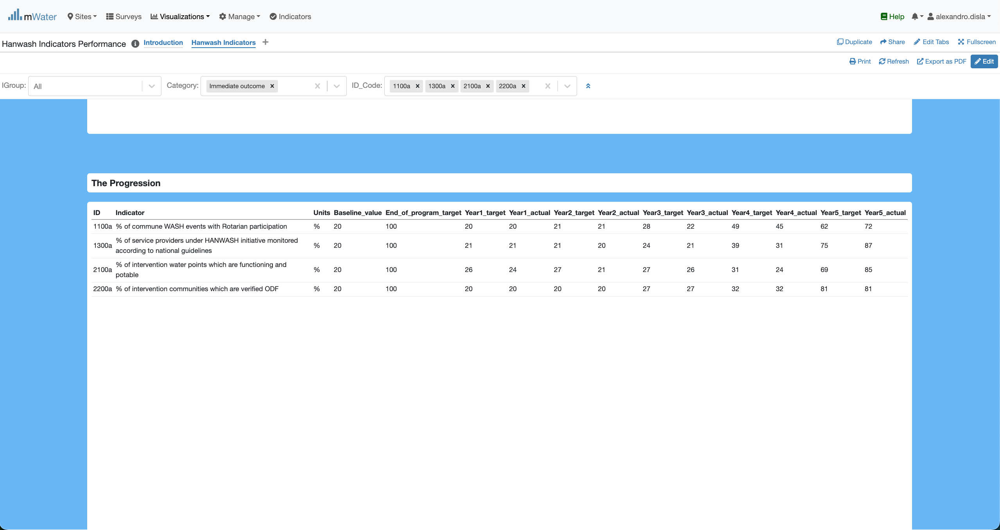 mWater Sites Surveys Visualizations Manage Indicators Help alexandro.disla
Hanwash Indicators Performance Introduction Hanwash Indicators + Duplicate Share Edit Tabs Fullscreen
Print Refresh Export as PDF Edit
IGroup: All Category: Immediate outcome ID_Code: 1100a 1300a 2100a 2200a
The Progression
ID Indicator Units Baseline_value End_of_program_target Year1_target Year1_actual Year2_target Year2_actual Year3_target Year3_actual Year4_target Year4_actual Year5_target Year5_actual
1100a % of commune WASH events with Rotarian participation % 20 100 20 20 21 21 28 22 49 45 62 72
1300a % of service providers under HANWASH initiative monitored
according to national guidelines % 20 100 21 21 21 20 24 21 39 31 75 87
2100a % of intervention water points which are functioning and
potable % 20 100 26 24 27 21 27 26 31 24 69 85
2200a % of intervention communities which are verified ODF % 20 100 20 20 20 20 27 27 32 32 81 81